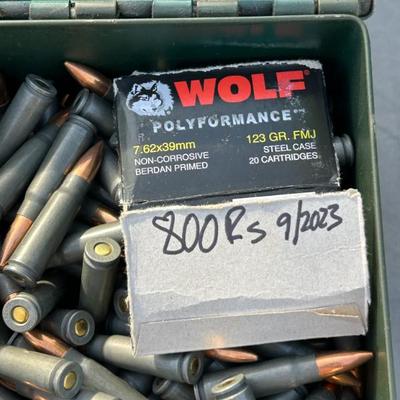 WOLF
POLYFORMANCE
7.62x39mm 123 GR. FMJ
NON-CORROSIVE STEEL CASE
BERDAN PRIMED 20 CARTRIDGES
800 Rs 9/2023